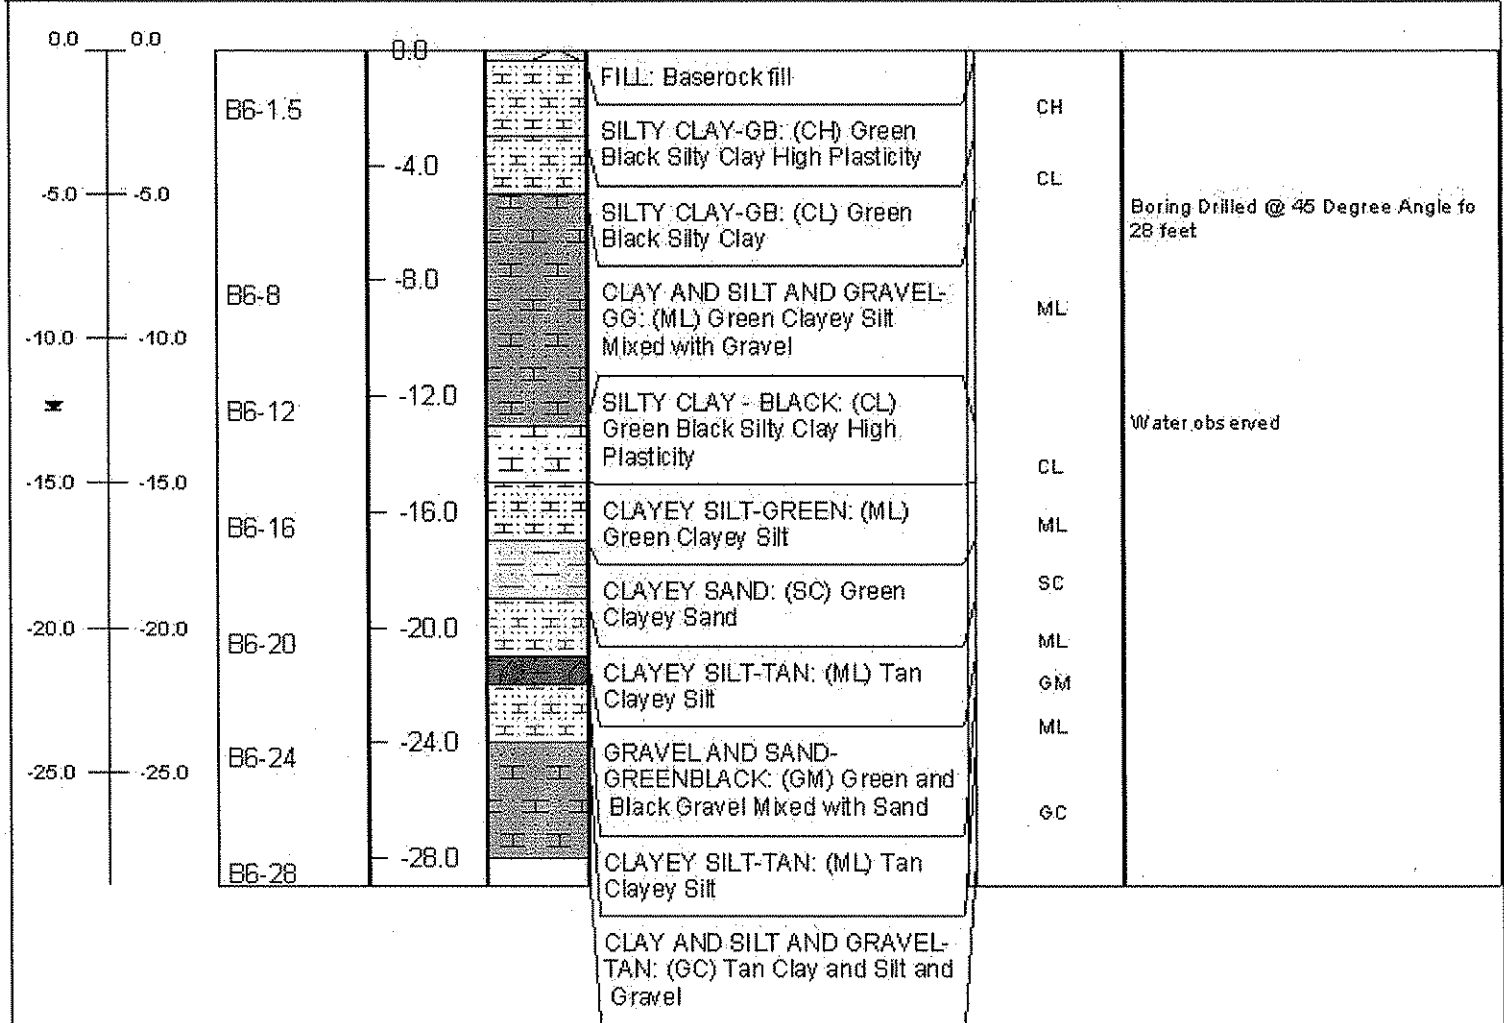 0.0 0.0
-5.0 -5.0
-10.0 -10.0
-15.0 -15.0
-20.0 -20.0
-25.0 -25.0
B6-1.5
B6-8
B6-12
B6-16
B6-20
B6-24
B6-28
0.0
-4.0
-8.0
-12.0
-16.0
-20.0
-24.0
-28.0
FILL: Baserock fill
SILTY CLAY-GB: (CH) Green
Black Silty Clay High Plasticity
SILTY CLAY-GB: (CL) Green
Black Silty Clay
CLAY AND SILT AND GRAVEL-
GG: (ML) Green Clayey Silt
Mixed with Gravel
SILTY CLAY - BLACK: (CL)
Green Black Silty Clay High
Plasticity
CLAYEY SILT-GREEN: (ML)
Green Clayey Silt
CLAYEY SAND: (SC) Green
Clayey Sand
CLAYEY SILT-TAN: (ML) Tan
Clayey Silt
GRAVEL AND SAND-
GREENBLACK: (GM) Green and
Black Gravel Mixed with Sand
CLAYEY SILT-TAN: (ML) Tan
Clayey Silt
CLAY AND SILT AND GRAVEL-
TAN: (GC) Tan Clay and Silt and
Gravel
CH
CL
ML
CL
ML
SC
ML
GM
ML
GC
Boring Drilled @ 45 Degree Angle fo
28 feet
Water observed